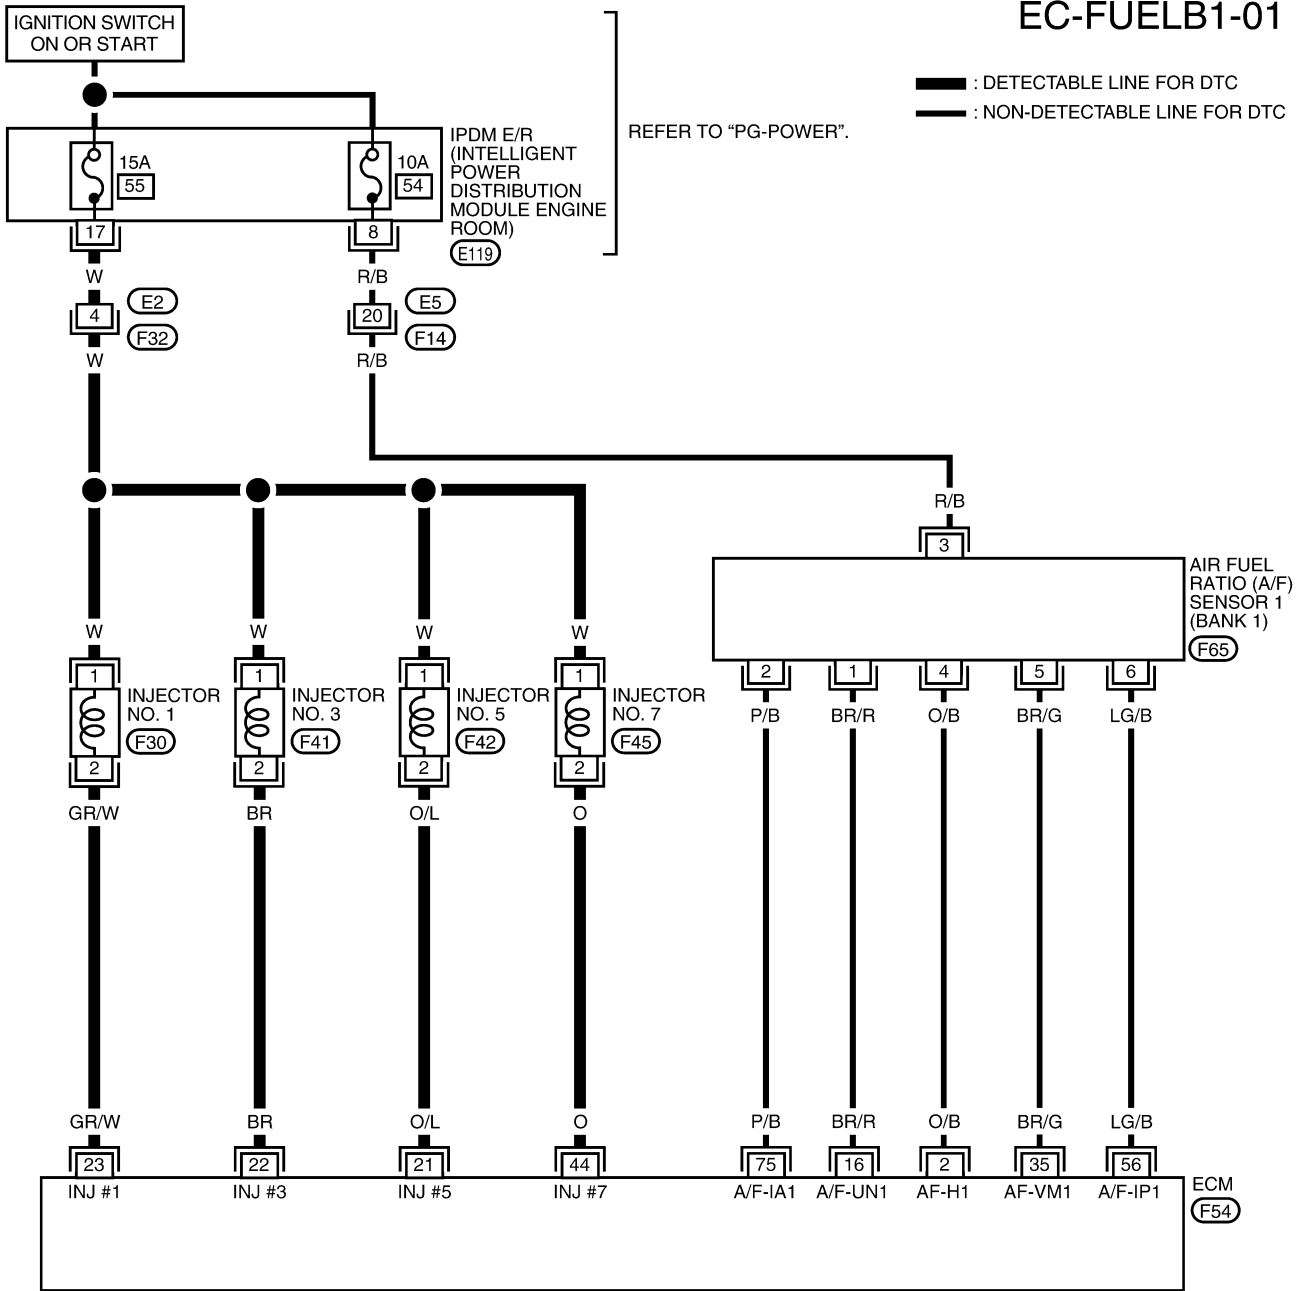 EC-FUELB1-01
IGNITION SWITCH
ON OR START
: DETECTABLE LINE FOR DTC
: NON-DETECTABLE LINE FOR DTC
REFER TO “PG-POWER”.
15A
55
10A
54
IPDM E/R
(INTELLIGENT
POWER
DISTRIBUTION
MODULE ENGINE
ROOM)
E119
17
8
W
R/B
4
E2
F32
20
E5
F14
W
R/B
R/B
3
AIR FUEL
RATIO (A/F)
SENSOR 1
(BANK 1)
F65
W
W
W
W
1
1
1
1
2
1
4
5
6
INJECTOR
NO. 1
F30
INJECTOR
NO. 3
F41
INJECTOR
NO. 5
F42
INJECTOR
NO. 7
F45
P/B
BR/R
O/B
BR/G
LG/B
2
2
2
2
GR/W
BR
O/L
O
GR/W
BR
O/L
O
P/B
BR/R
O/B
BR/G
LG/B
23
22
21
44
75
16
2
35
56
INJ #1
INJ #3
INJ #5
INJ #7
A/F-IA1
A/F-UN1
AF-H1
AF-VM1
A/F-IP1
ECM
F54